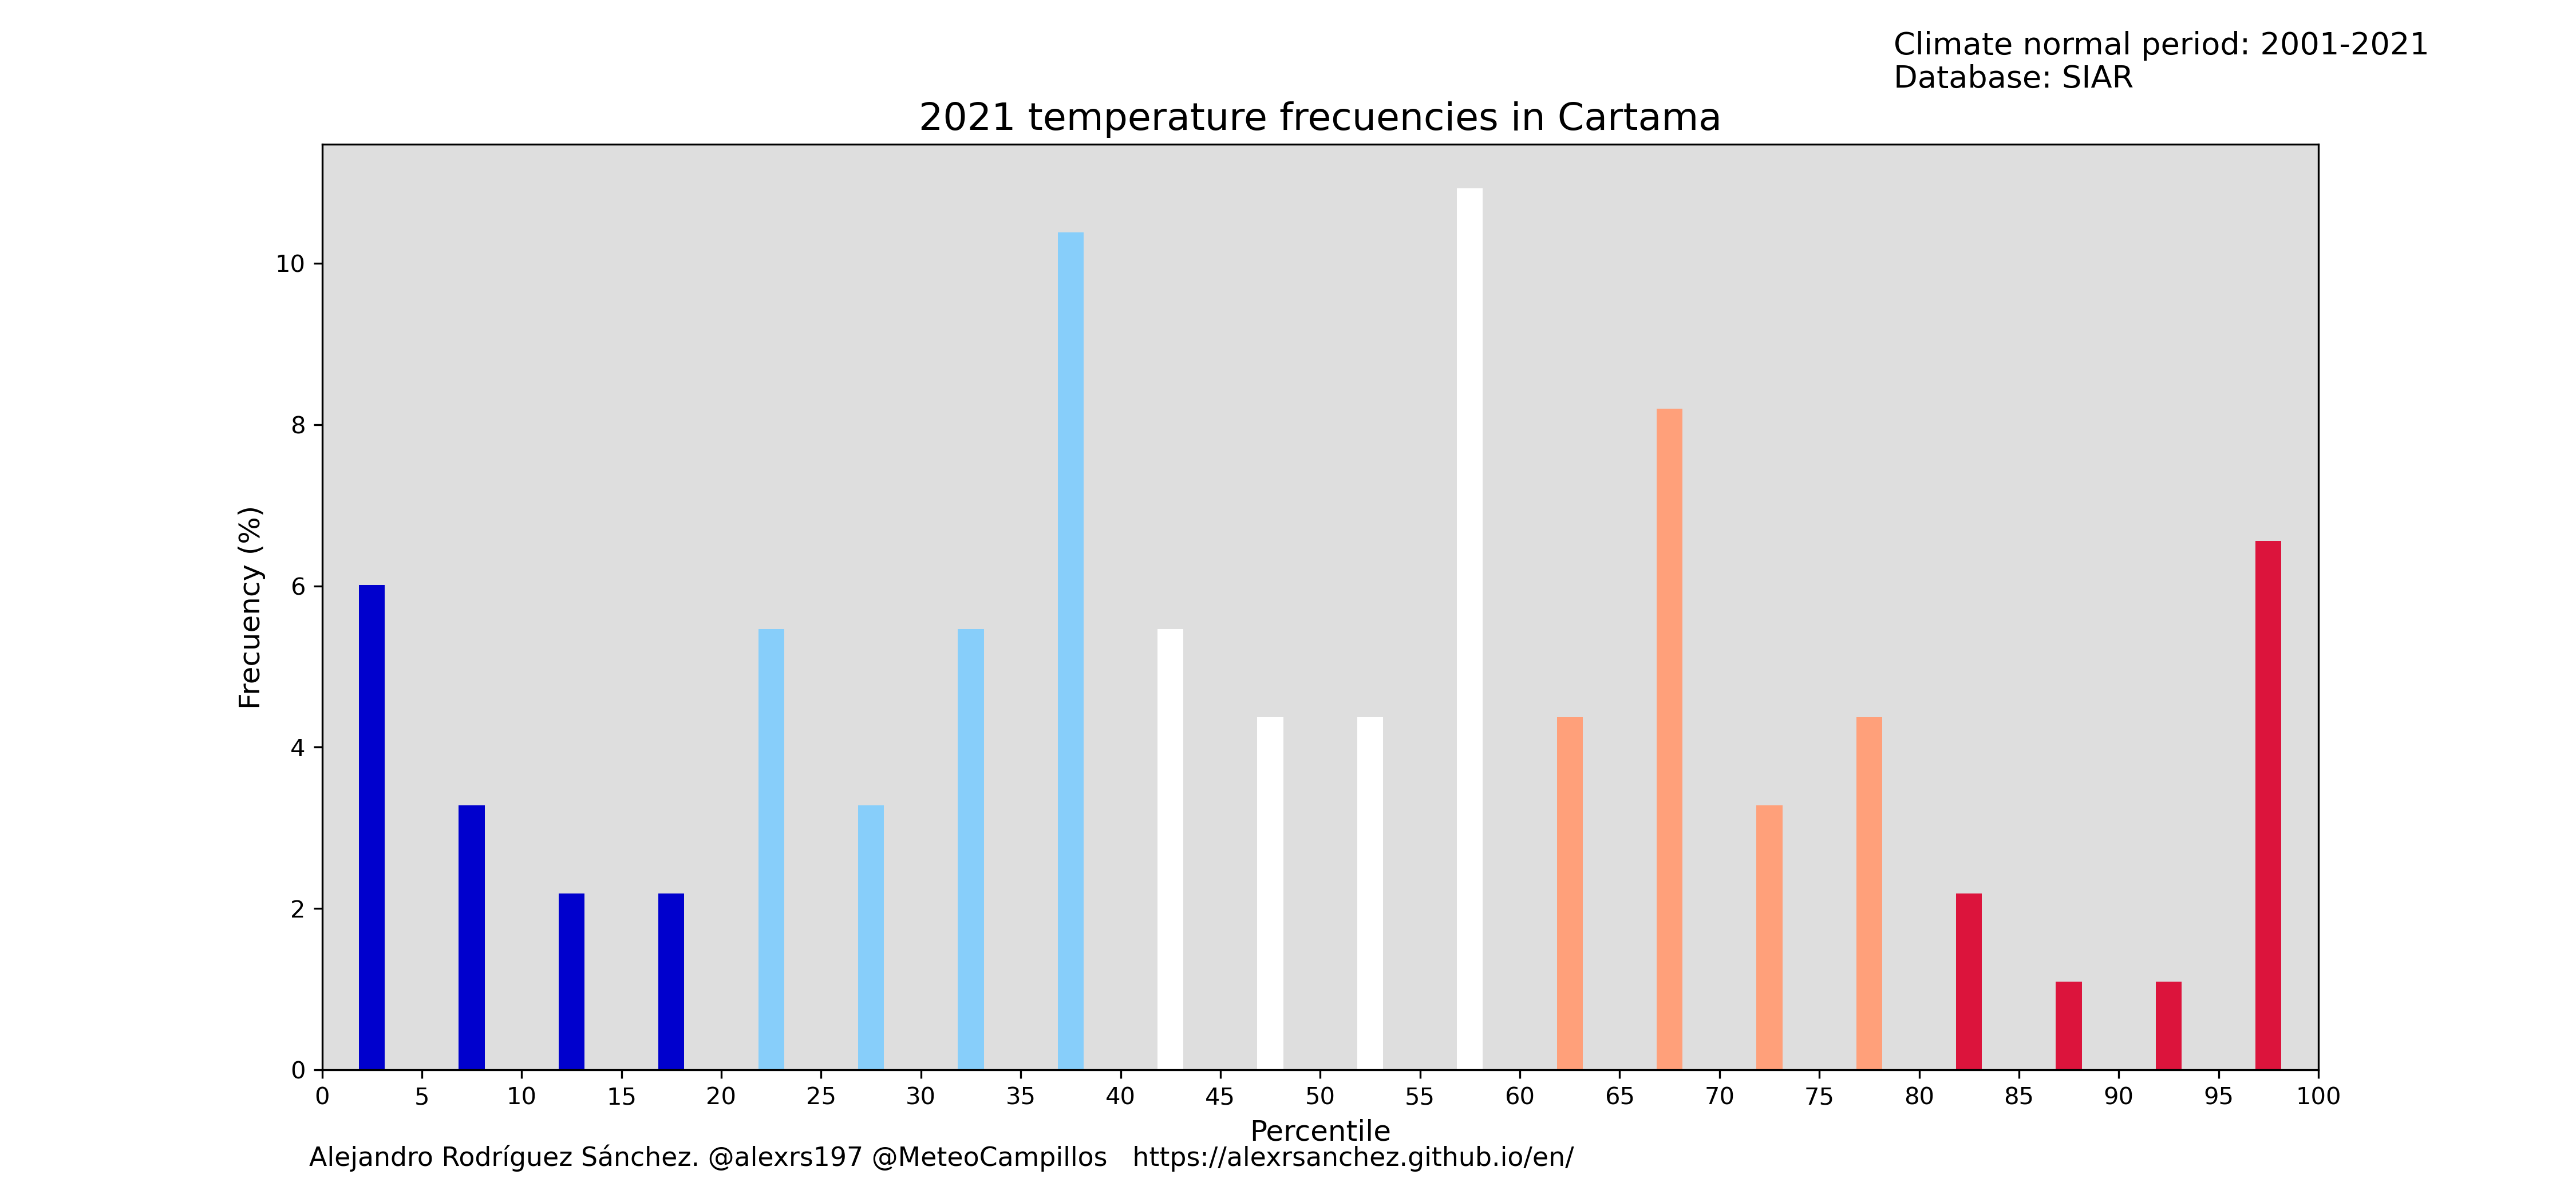 Climate normal period: 2001-2021
Database: SIAR
2021 temperature frecuencies in Cartama
10
8
6
4
2
0
Frecuency (%)
0 5 10 15 20 25 30 35 40 45 50 55 60 65 70 75 80 85 90 95 100
Percentile
Alejandro Rodríguez Sánchez. @alexrs197 @MeteoCampillos https://alexrsanchez.github.io/en/